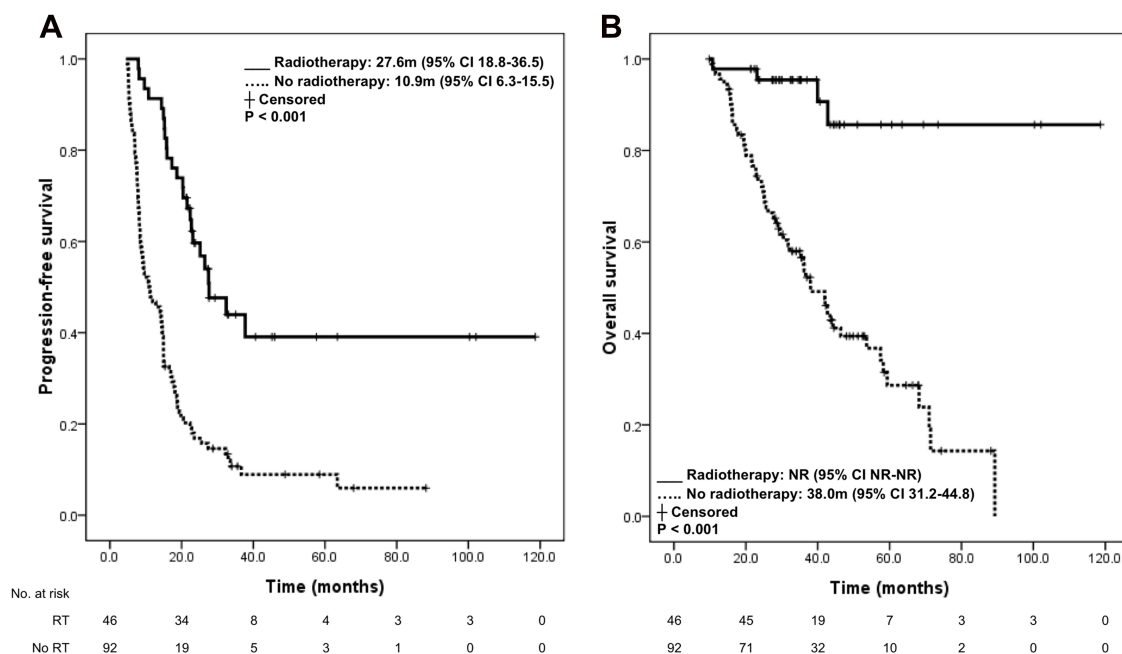 A
1.0
0.8
0.6
0.4
0.2
0.0
Progression-free survival
___ Radiotherapy: 27.6m (95% CI 18.8-36.5)
..... No radiotherapy: 10.9m (95% CI 6.3-15.5)
┼ Censored
P < 0.001
0.0 20.0 40.0 60.0 80.0 100.0 120.0
Time (months)
B
1.0
0.8
0.6
0.4
0.2
0.0
Overall survival
___ Radiotherapy: NR (95% CI NR-NR)
..... No radiotherapy: 38.0m (95% CI 31.2-44.8)
┼ Censored
P < 0.001
0.0 20.0 40.0 60.0 80.0 100.0 120.0
Time (months)
No. at risk
RT 46 34 8 4 3 3 0 46 45 19 7 3 3 0
No RT 92 19 5 3 1 0 0 92 71 32 10 2 0 0